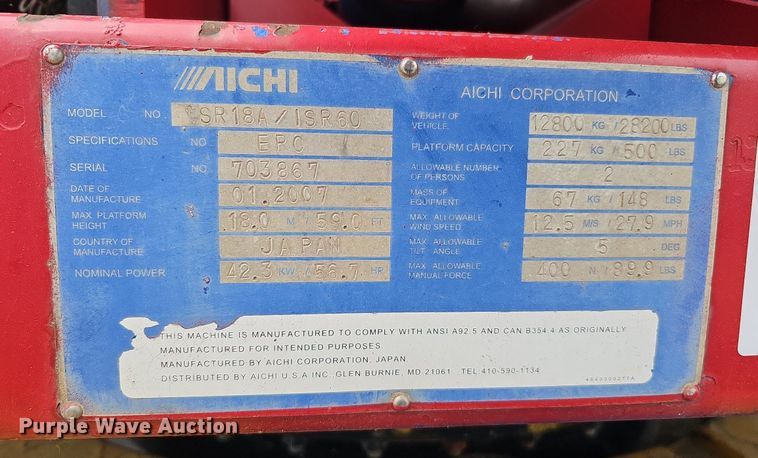 AICHI
AICHI CORPORATION
MODEL NO. SR18A/ISR60
SPECIFICATIONS NO ERC
SERIAL NO 703867
DATE OF MANUFACTURE 01.2007
MAX. PLATFORM HEIGHT 18.0 M /59.0 FT
COUNTRY OF MANUFACTURE JAPAN
NOMINAL POWER 42.3 KW /56.7 HP
WEIGHT OF VEHICLE 12800 KG /28200 LBS
PLATFORM CAPACITY 227 KG /500 LBS
ALLOWABLE NUMBER OF PERSONS 2
MASS OF EQUIPMENT 67 KG /148 LBS
MAX. ALLOWABLE WIND SPEED 12.5 M/S /27.9 MPH
MAX. ALLOWABLE TILT ANGLE 5 DEG
MAX. ALLOWABLE MANUAL FORCE 400 N /89.9 LBS
THIS MACHINE IS MANUFACTURED TO COMPLY WITH ANSI A92.5 AND CAN B354.4 AS ORIGINALLY
MANUFACTURED FOR INTENDED PURPOSES
MANUFACTURED BY AICHI CORPORATION, JAPAN
DISTRIBUTED BY AICHI U.S.A INC., GLEN BURNIE, MD 21061 TEL:410-590-1134
Purple Wave Auction